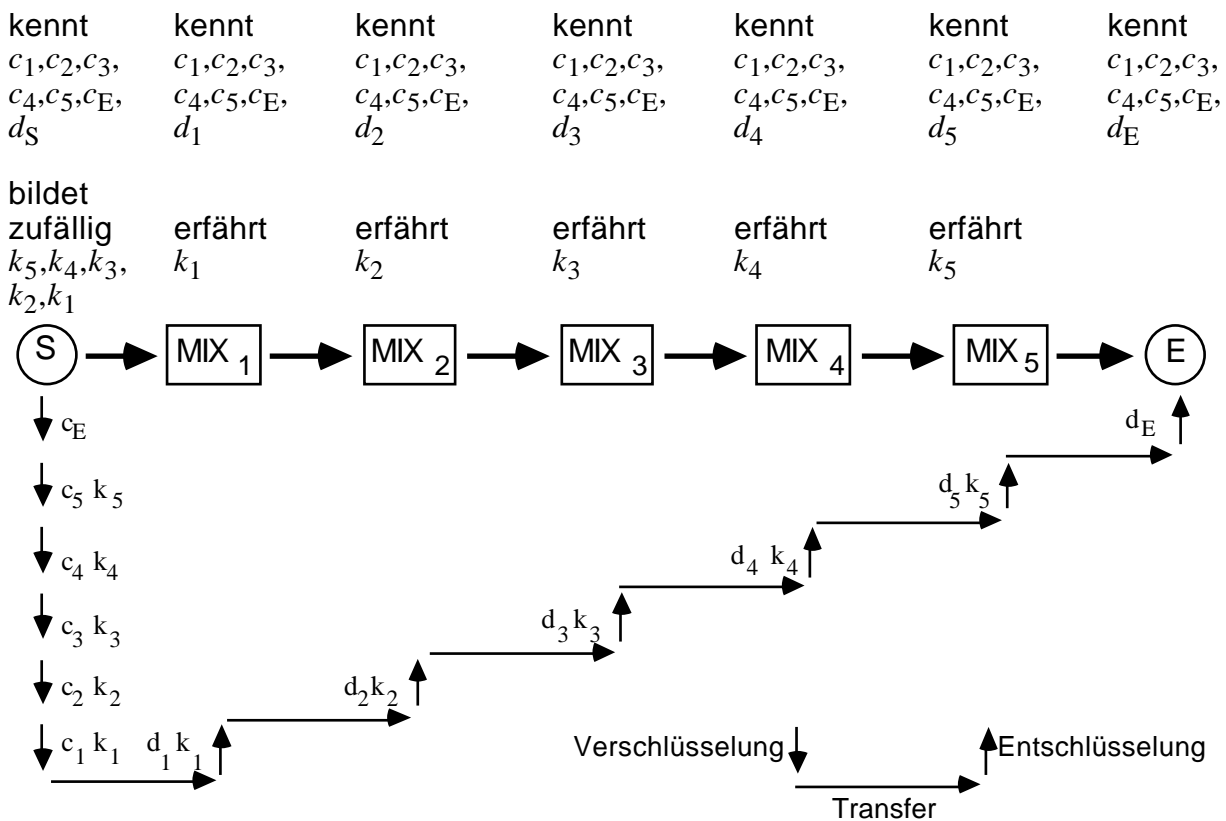 kennt kennt kennt kennt kennt kennt kennt
c1,c2,c3, c1,c2,c3, c1,c2,c3, c1,c2,c3, c1,c2,c3, c1,c2,c3, c1,c2,c3,
c4,c5,cE, c4,c5,cE, c4,c5,cE, c4,c5,cE, c4,c5,cE, c4,c5,cE, c4,c5,cE,
dS d1 d2 d3 d4 d5 dE
bildet
zufällig erfährt erfährt erfährt erfährt erfährt
k5,k4,k3, k1 k2 k3 k4 k5
k2,k1
S MIX 1 MIX 2 MIX 3 MIX 4 MIX 5 E
cE dE
c5 k5 d5 k5
c4 k4 d4 k4
c3 k3 d3 k3
c2 k2 d2 k2
c1 k1 d1 k1 Verschlüsselung Entschlüsselung
Transfer